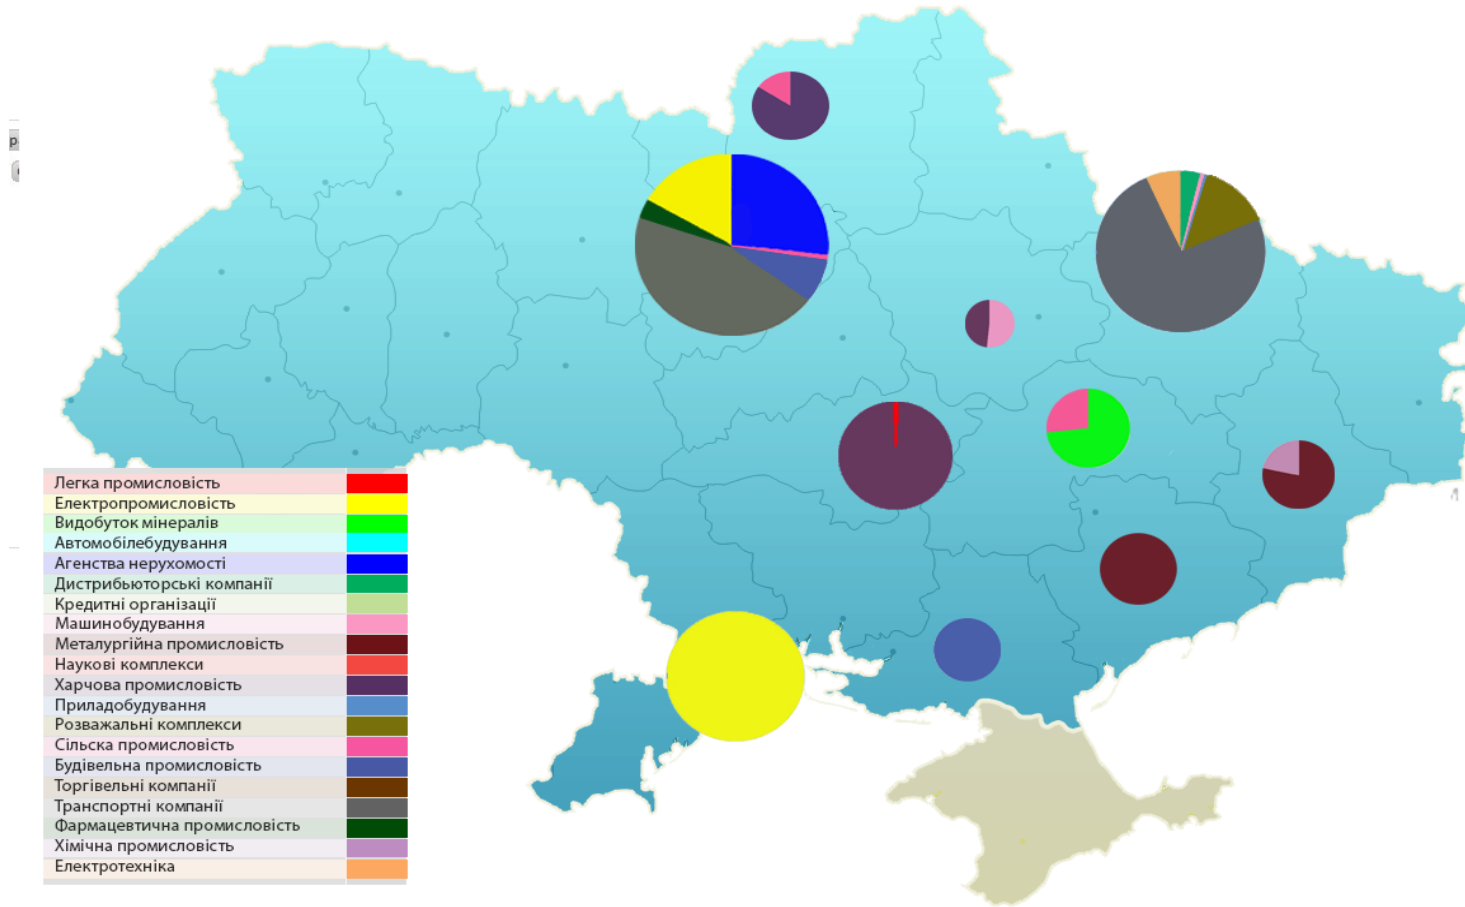 р
Легка промисловість
Електропромисловість
Видобуток мінералів
Автомобілебудування
Агенства нерухомості
Дистрибьюторські компанії
Кредитні організації
Машинобудування
Металургійна промисловість
Наукові комплекси
Харчова промисловість
Приладобудування
Розважальні комплекси
Сільска промисловість
Будівельна промисловість
Торгівельні компанії
Транспортні компанії
Фармацевтична промисловість
Хімічна промисловість
Електротехніка